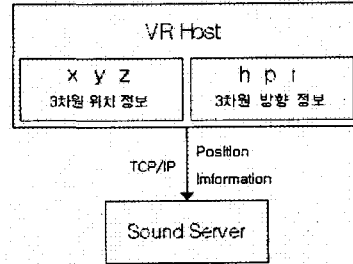 VR Host
x y z
3차원 위치 정보
h p r
3차원 방향 정보
TCP/IP
Position
Imformation
Sound Server